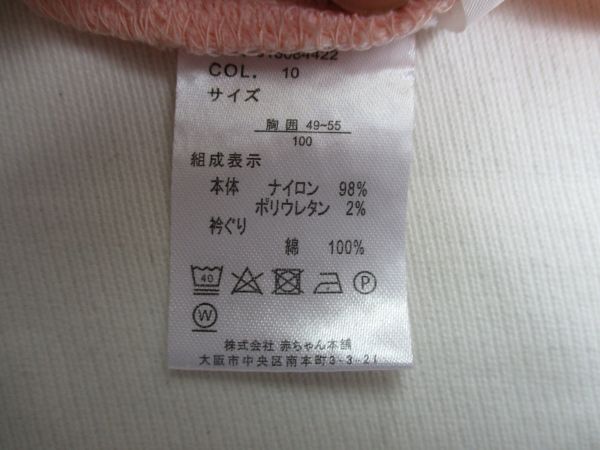 COL. 10
サイズ
胸囲 49~55
100
組成表示
本体 ナイロン 98%
ポリウレタン 2%
衿ぐり
綿 100%
40
P
W
株式会社 赤ちゃん本舗
大阪市中央区南本町3-3-21